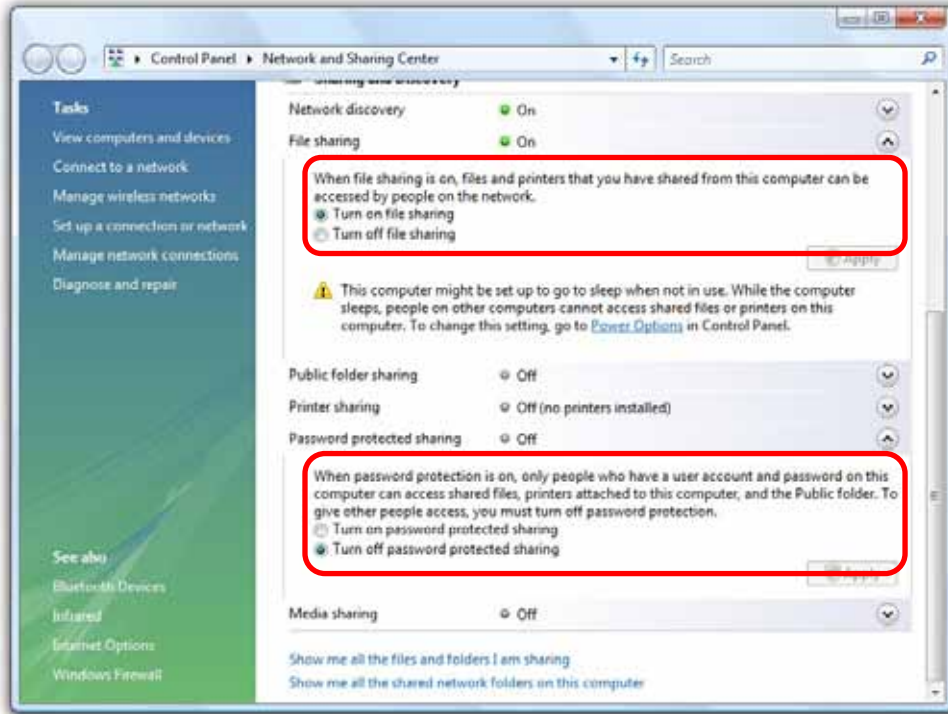 Control Panel ▸ Network and Sharing Center
Search
Sharing and Discovery
Tasks
View computers and devices
Connect to a network
Manage wireless networks
Set up a connection or network
Manage network connections
Diagnose and repair
See also
Bluetooth Devices
Infrared
Internet Options
Windows Firewall
Network discovery On
File sharing On
When file sharing is on, files and printers that you have shared from this computer can be
accessed by people on the network.
Turn on file sharing
Turn off file sharing
Apply
This computer might be set up to go to sleep when not in use. While the computer
sleeps, people on other computers cannot access shared files or printers on this
computer. To change this setting, go to Power Options in Control Panel.
Public folder sharing Off
Printer sharing Off (no printers installed)
Password protected sharing Off
When password protection is on, only people who have a user account and password on this
computer can access shared files, printers attached to this computer, and the Public folder. To
give other people access, you must turn off password protection.
Turn on password protected sharing
Turn off password protected sharing
Apply
Media sharing Off
Show me all the files and folders I am sharing
Show me all the shared network folders on this computer